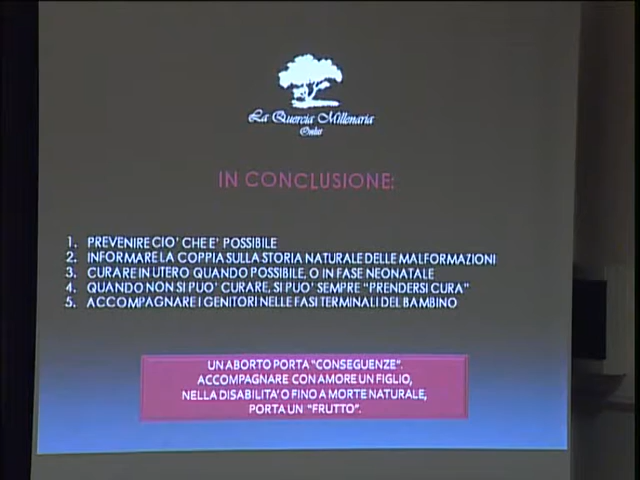 La Quercia Millenaria
Onlus
IN CONCLUSIONE:
1. PREVENIRE CIO' CHE E' POSSIBILE
2. INFORMARE LA COPPIA SULLA STORIA NATURALE DELLE MALFORMAZIONI
3. CURARE IN UTERO QUANDO POSSIBILE, O IN FASE NEONATALE
4. QUANDO NON SI PUO' CURARE, SI PUO' SEMPRE "PRENDERSI CURA"
5. ACCOMPAGNARE I GENITORI NELLE FASI TERMINALI DEL BAMBINO
UN ABORTO PORTA "CONSEGUENZE".
ACCOMPAGNARE CON AMORE UN FIGLIO,
NELLA DISABILITA' O FINO A MORTE NATURALE,
PORTA UN "FRUTTO".